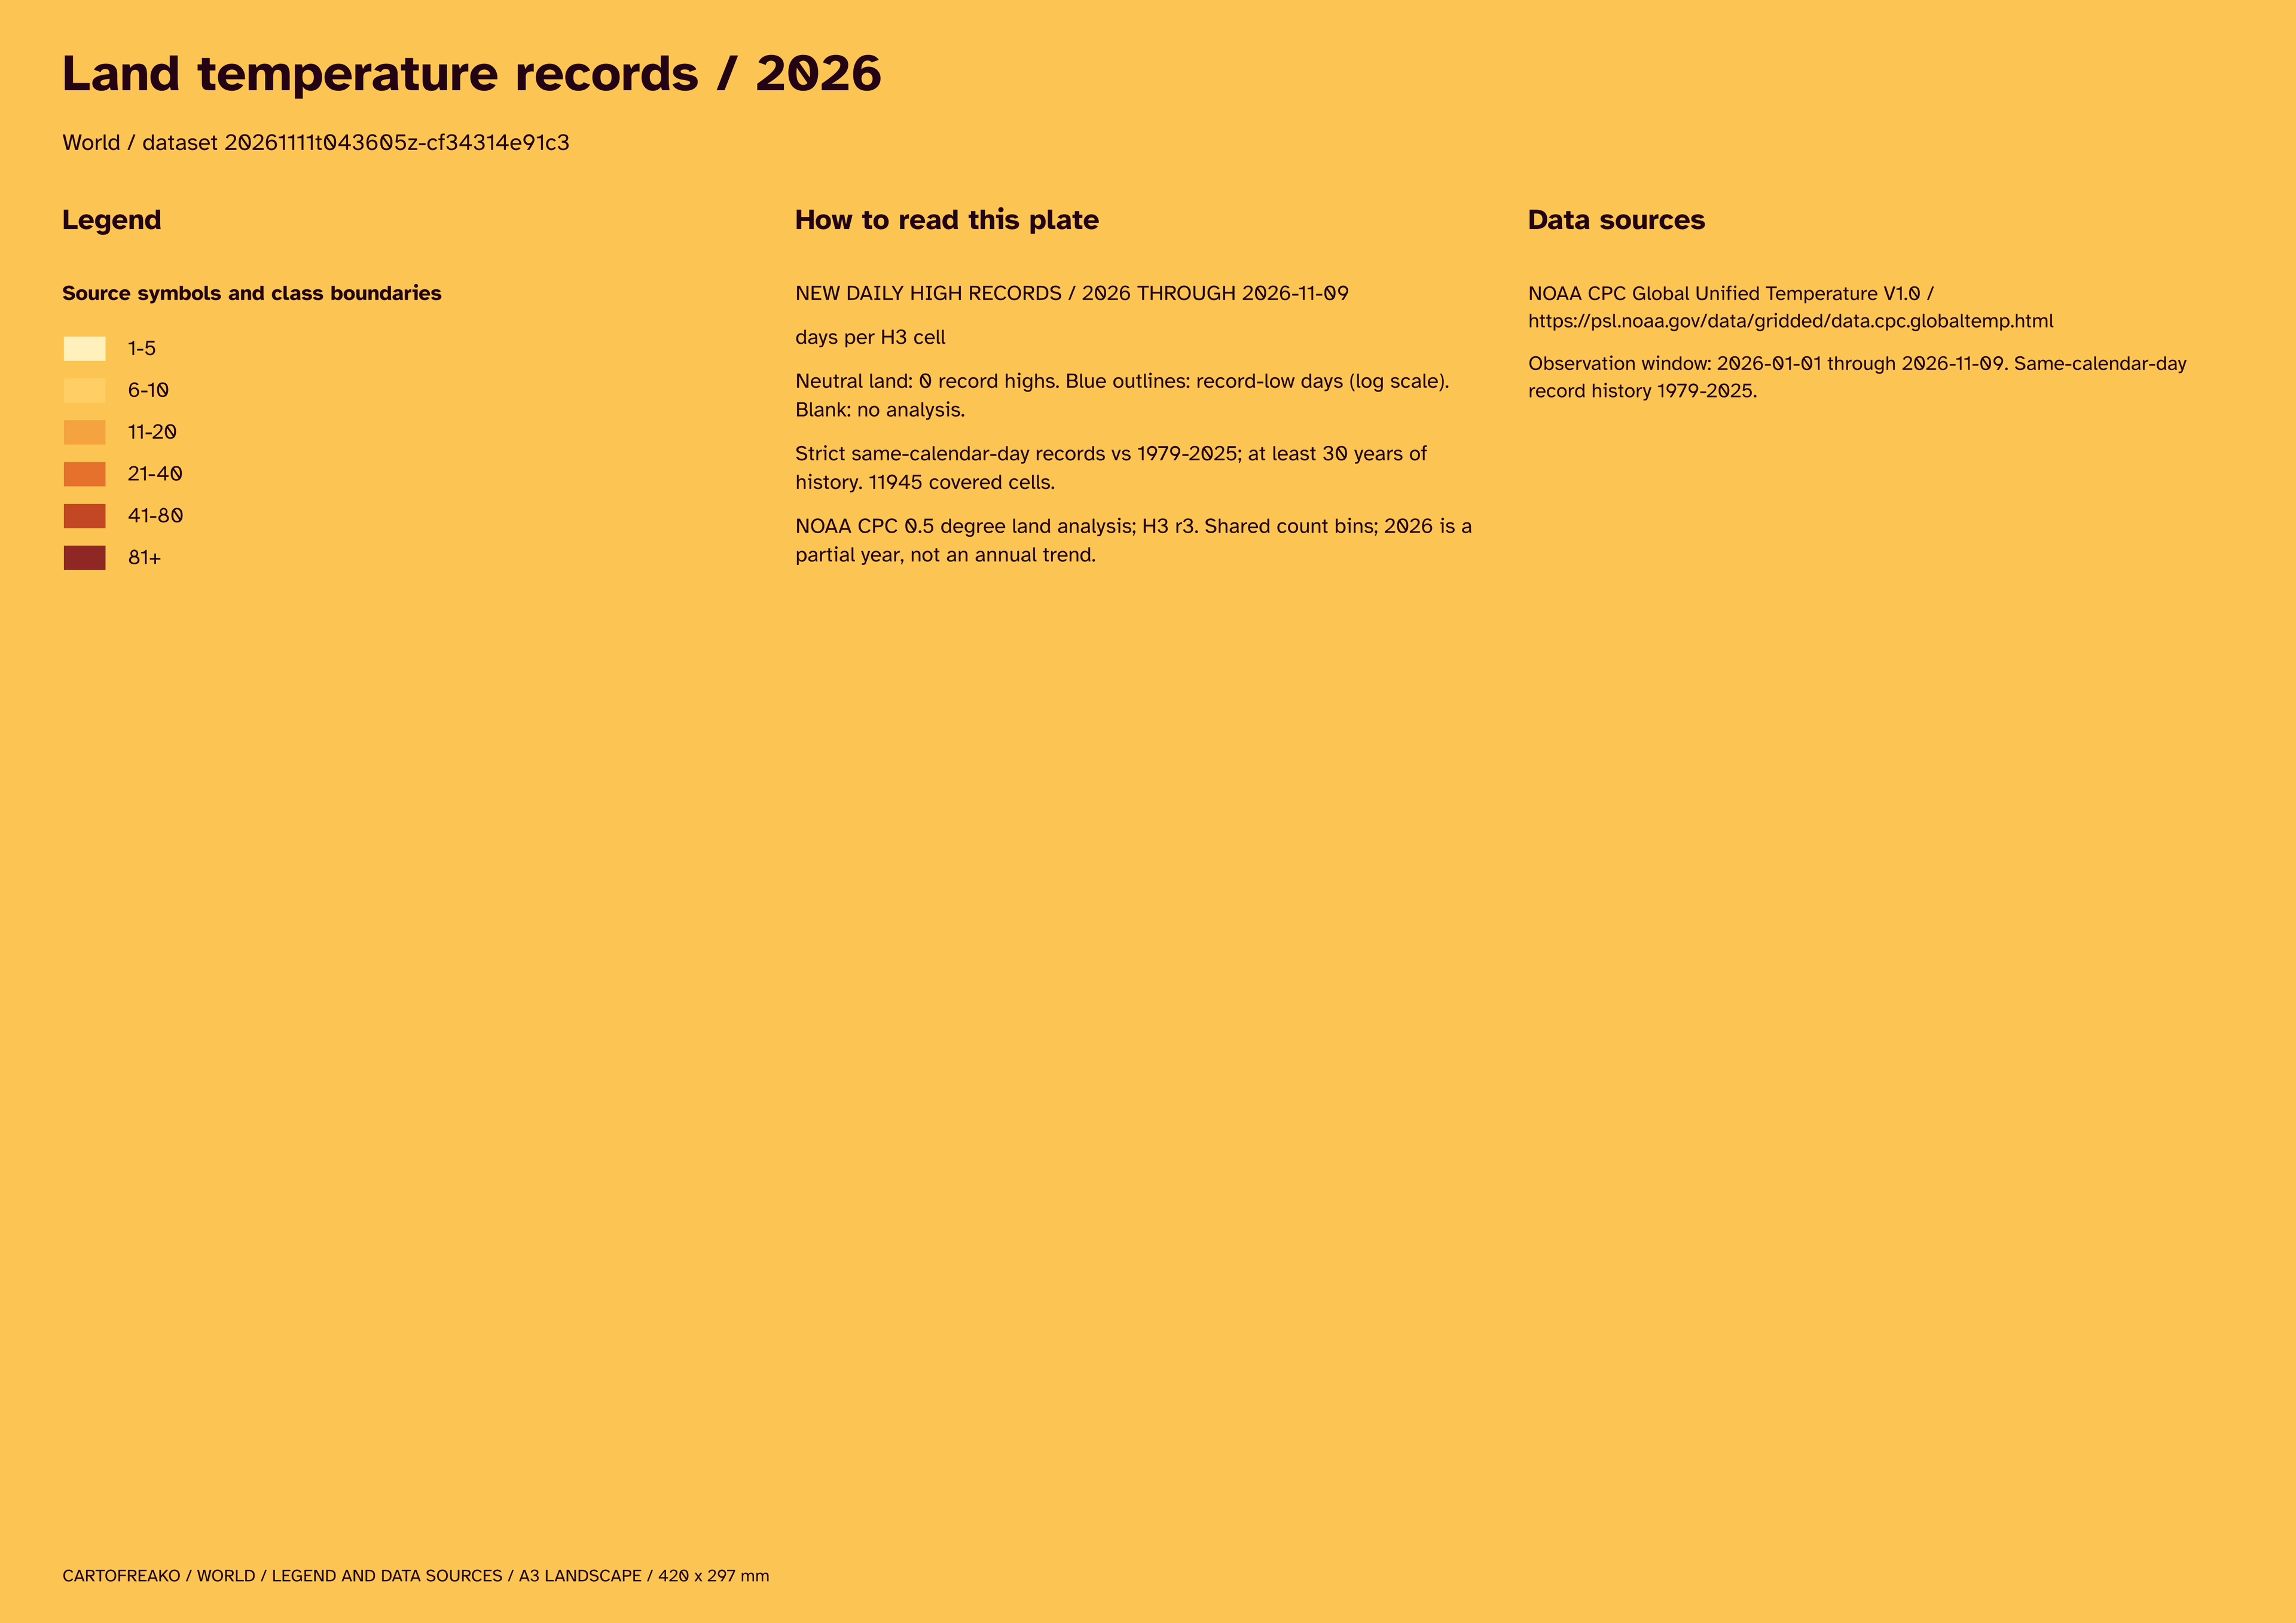 Land temperature records / 2026
World / dataset 20261111t043605z-cf34314e91c3
Legend
Source symbols and class boundaries
1-5
6-10
11-20
21-40
41-80
81+
How to read this plate
NEW DAILY HIGH RECORDS / 2026 THROUGH 2026-11-09
days per H3 cell
Neutral land: 0 record highs. Blue outlines: record-low days (log scale).
Blank: no analysis.
Strict same-calendar-day records vs 1979-2025; at least 30 years of
history. 11945 covered cells.
NOAA CPC 0.5 degree land analysis; H3 r3. Shared count bins; 2026 is a
partial year, not an annual trend.
Data sources
NOAA CPC Global Unified Temperature V1.0 /
https://psl.noaa.gov/data/gridded/data.cpc.globaltemp.html
Observation window: 2026-01-01 through 2026-11-09. Same-calendar-day
record history 1979-2025.
CARTOFREAKO / WORLD / LEGEND AND DATA SOURCES / A3 LANDSCAPE / 420 x 297 mm